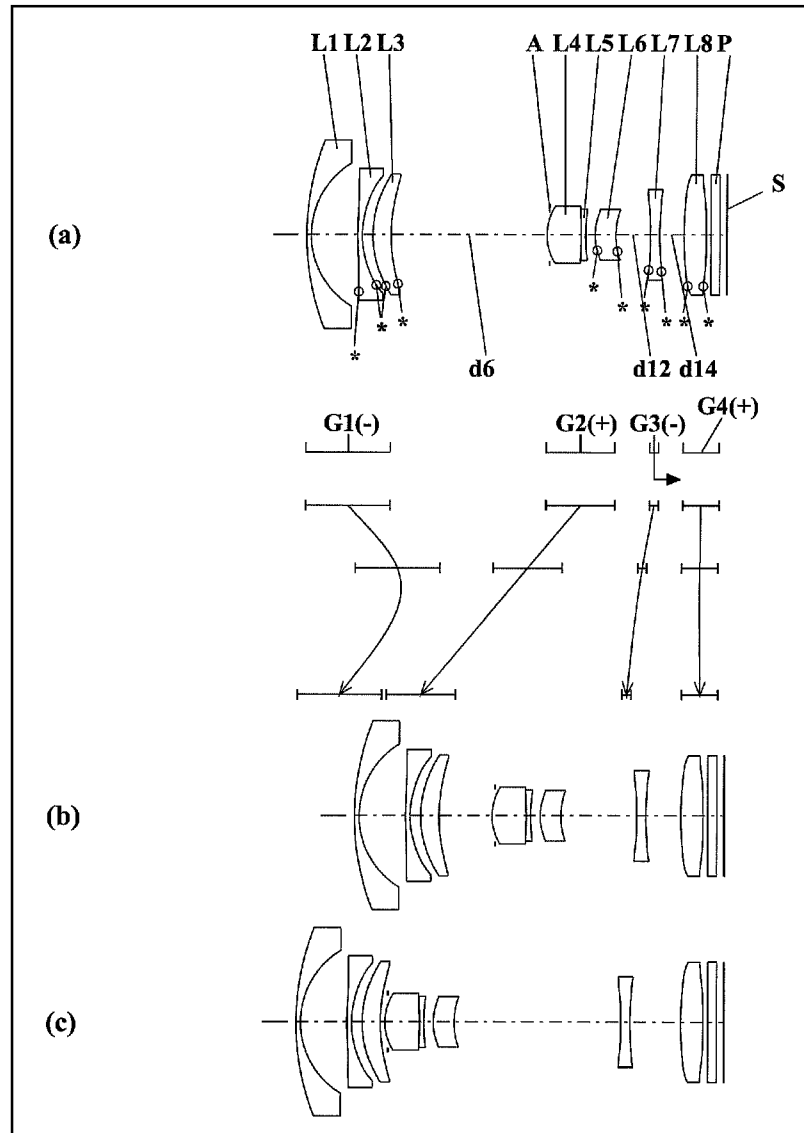 L1 L2 L3 A L4 L5 L6 L7 L8 P
S
(a)
* * * * * * * * *
d6 d12 d14
G1(-) G2(+) G3(-) G4(+)
(b)
(c)